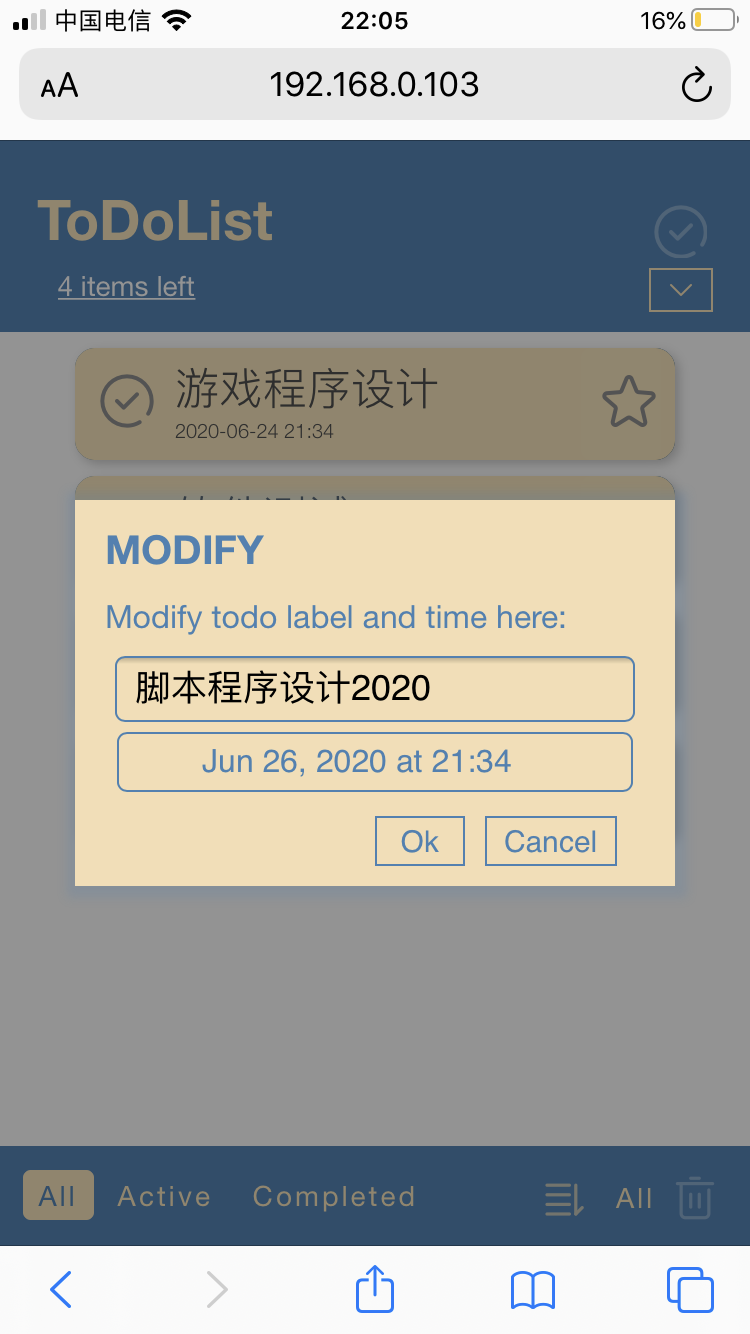 中国电信 22:05 16%
AA 192.168.0.103
ToDoList
4 items left
游戏程序设计
2020-06-24 21:34
MODIFY
Modify todo label and time here:
脚本程序设计2020
Jun 26, 2020 at 21:34
Ok Cancel
All Active Completed All